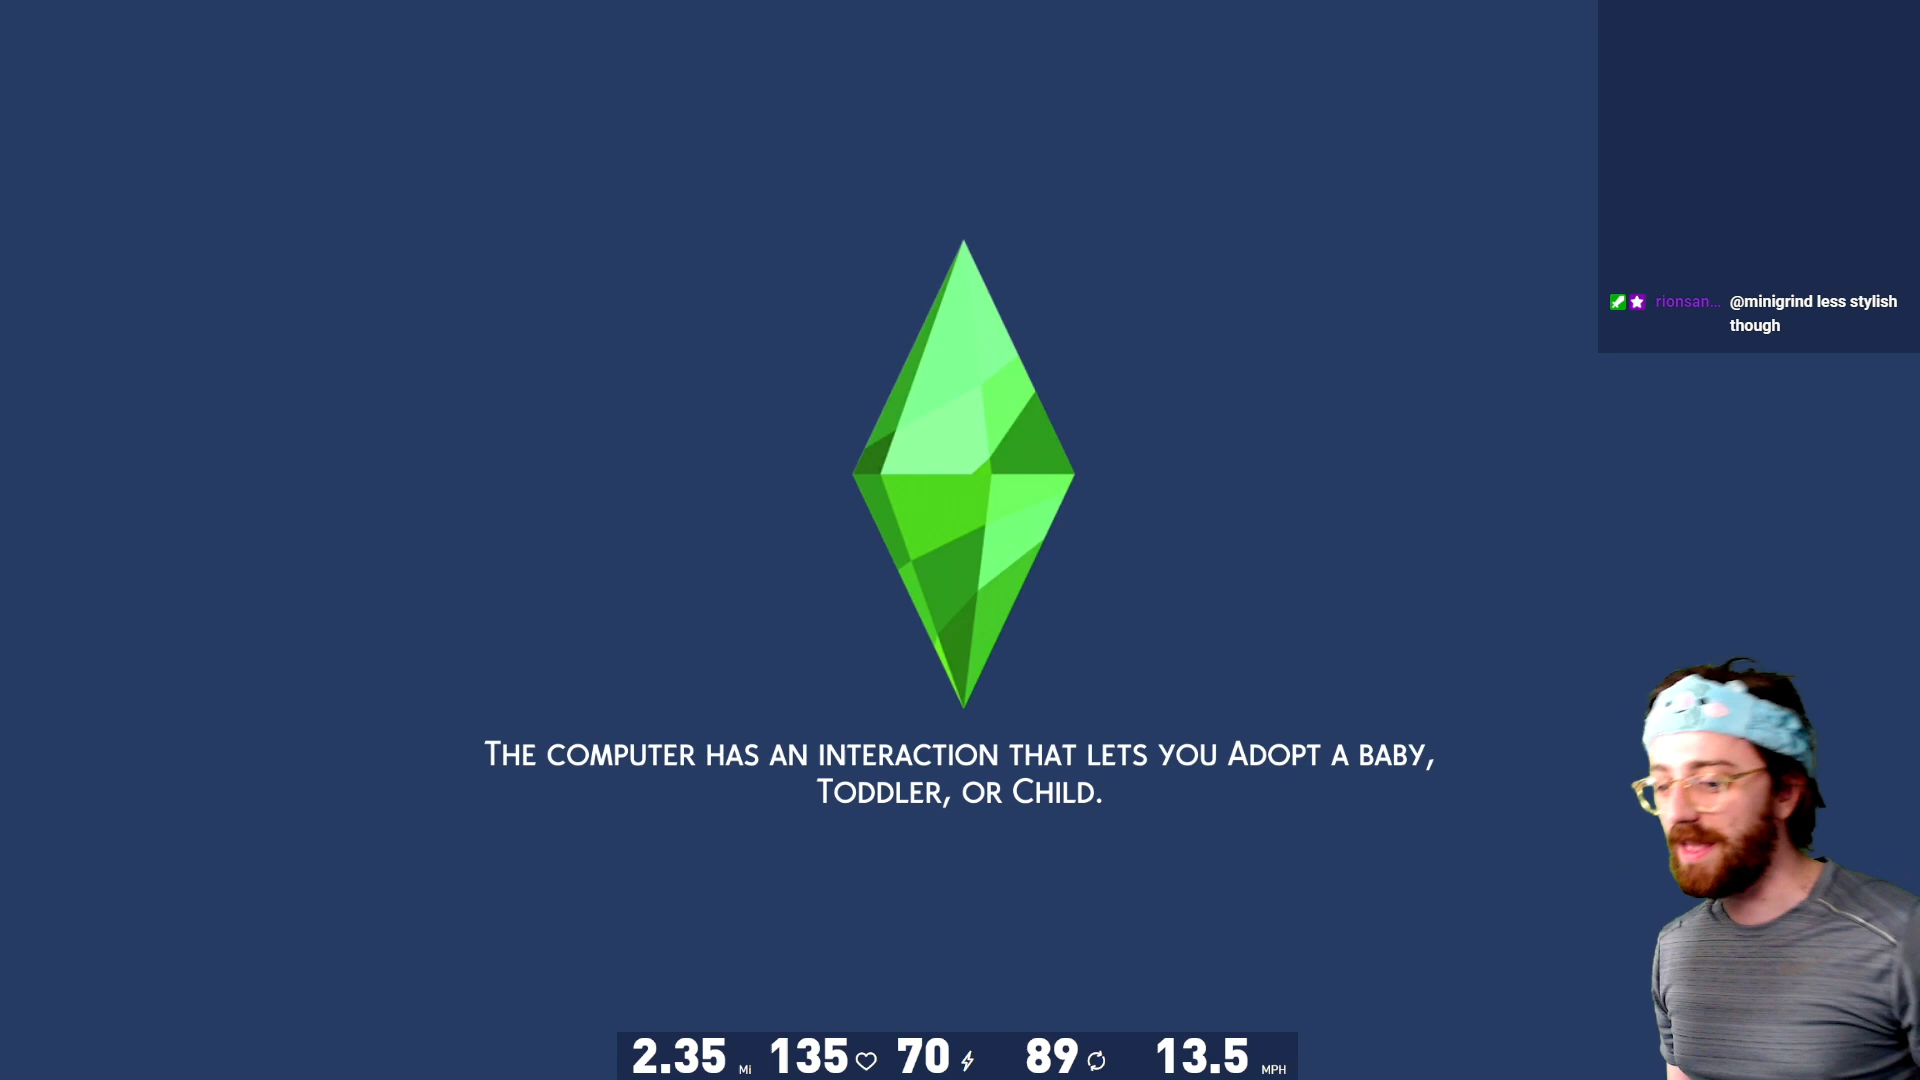 rionsan... @minigrind less stylish
though
THE COMPUTER HAS AN INTERACTION THAT LETS YOU ADOPT A BABY,
TODDLER, OR CHILD.
2.35 Mi 135 70 89 13.5 MPH